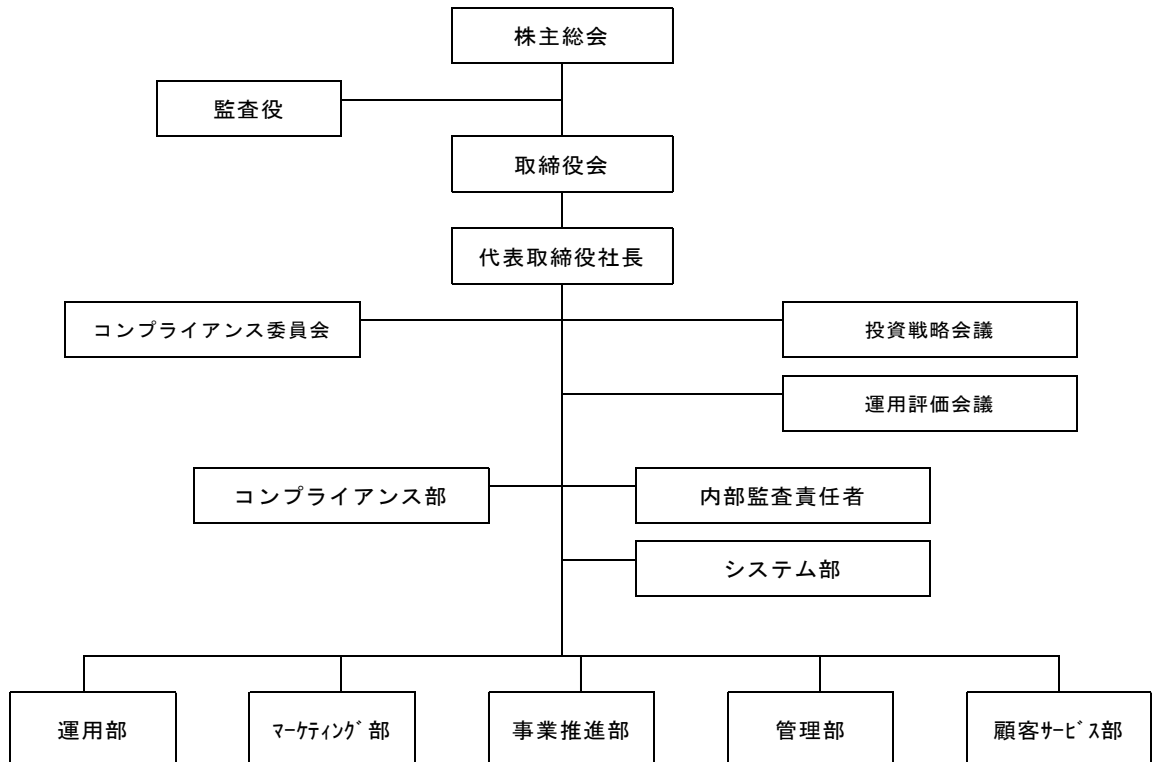 株主総会
監査役
取締役会
代表取締役社長
コンプライアンス委員会
投資戦略会議
運用評価会議
コンプライアンス部
内部監査責任者
システム部
運用部
ﾏｰｹﾃｨﾝｸﾞ部
事業推進部
管理部
顧客ｻｰﾋﾞｽ部